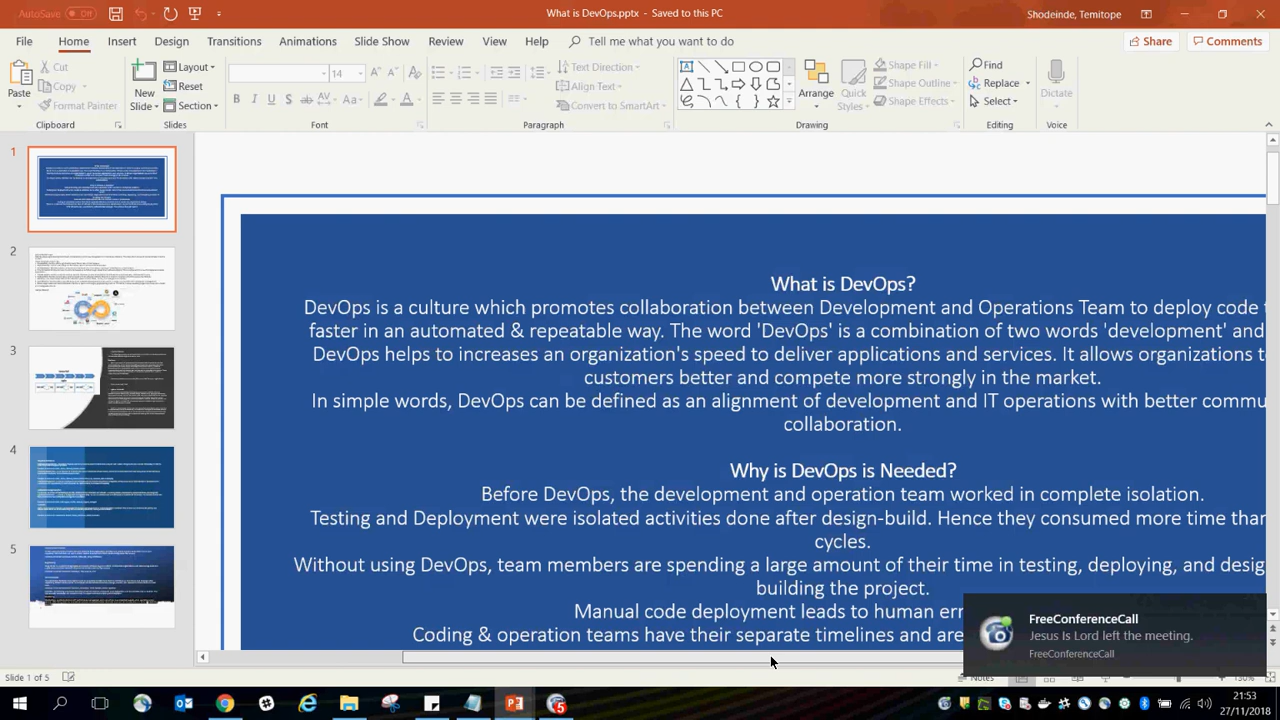 AutoSave Off
What is DevOps.pptx - Saved to this PC
Shodeinde, Temitope
File Home Insert Design Transitions Animations Slide Show Review View Help Tell me what you want to do Share Comments
Paste
Cut
Copy
Format Painter
Clipboard
New Slide
Layout
Reset
Section
Slides
14
B I U S abc AV Aa A
Font
Text Direction
Align Text
Convert to SmartArt
Paragraph
Arrange
Quick Styles
Shape Fill
Shape Outline
Shape Effects
Drawing
Find
Replace
Select
Editing
Dictate
Voice
1
2
3
4
5
What is DevOps?
DevOps is a culture which promotes collaboration between Development and Operations Team to deploy code
faster in an automated & repeatable way. The word 'DevOps' is a combination of two words 'development' and
DevOps helps to increases an organization's speed to deliver applications and services. It allows organizations
customers better and compete more strongly in the market.
In simple words, DevOps can be defined as an alignment of development and IT operations with better commu
collaboration.
Why is DevOps is Needed?
Before DevOps, the development and operation team worked in complete isolation.
Testing and Deployment were isolated activities done after design-build. Hence they consumed more time than
cycles.
Without using DevOps, team members are spending a large amount of their time in testing, deploying, and desig
building the project.
Manual code deployment leads to human err
Coding & operation teams have their separate timelines and are
FreeConferenceCall
Jesus Is Lord left the meeting.
FreeConferenceCall
Slide 1 of 5
Notes
130%
21:53
27/11/2018